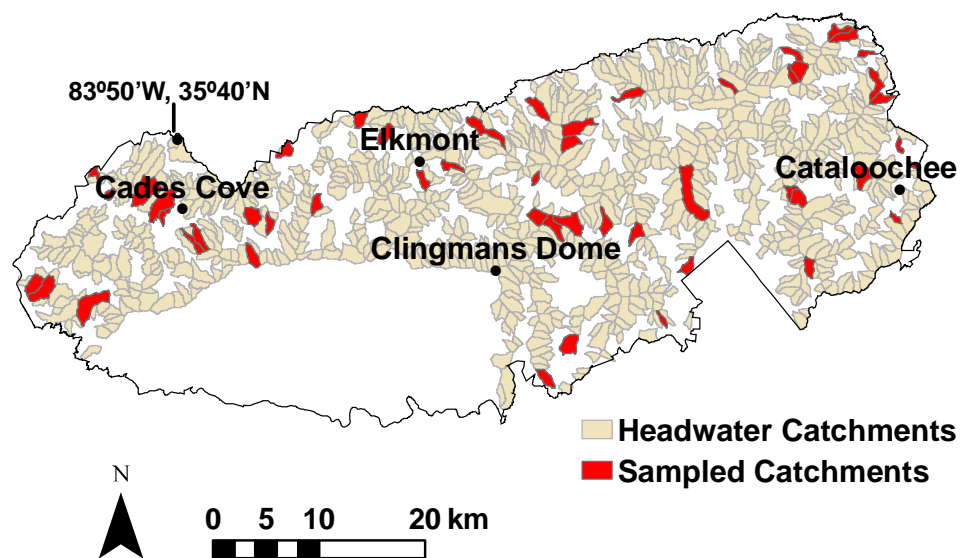 83º50'W, 35º40'N
Elkmont
Cades Cove
Cataloochee
Clingmans Dome
Headwater Catchments
Sampled Catchments
N
0 5 10 20 km